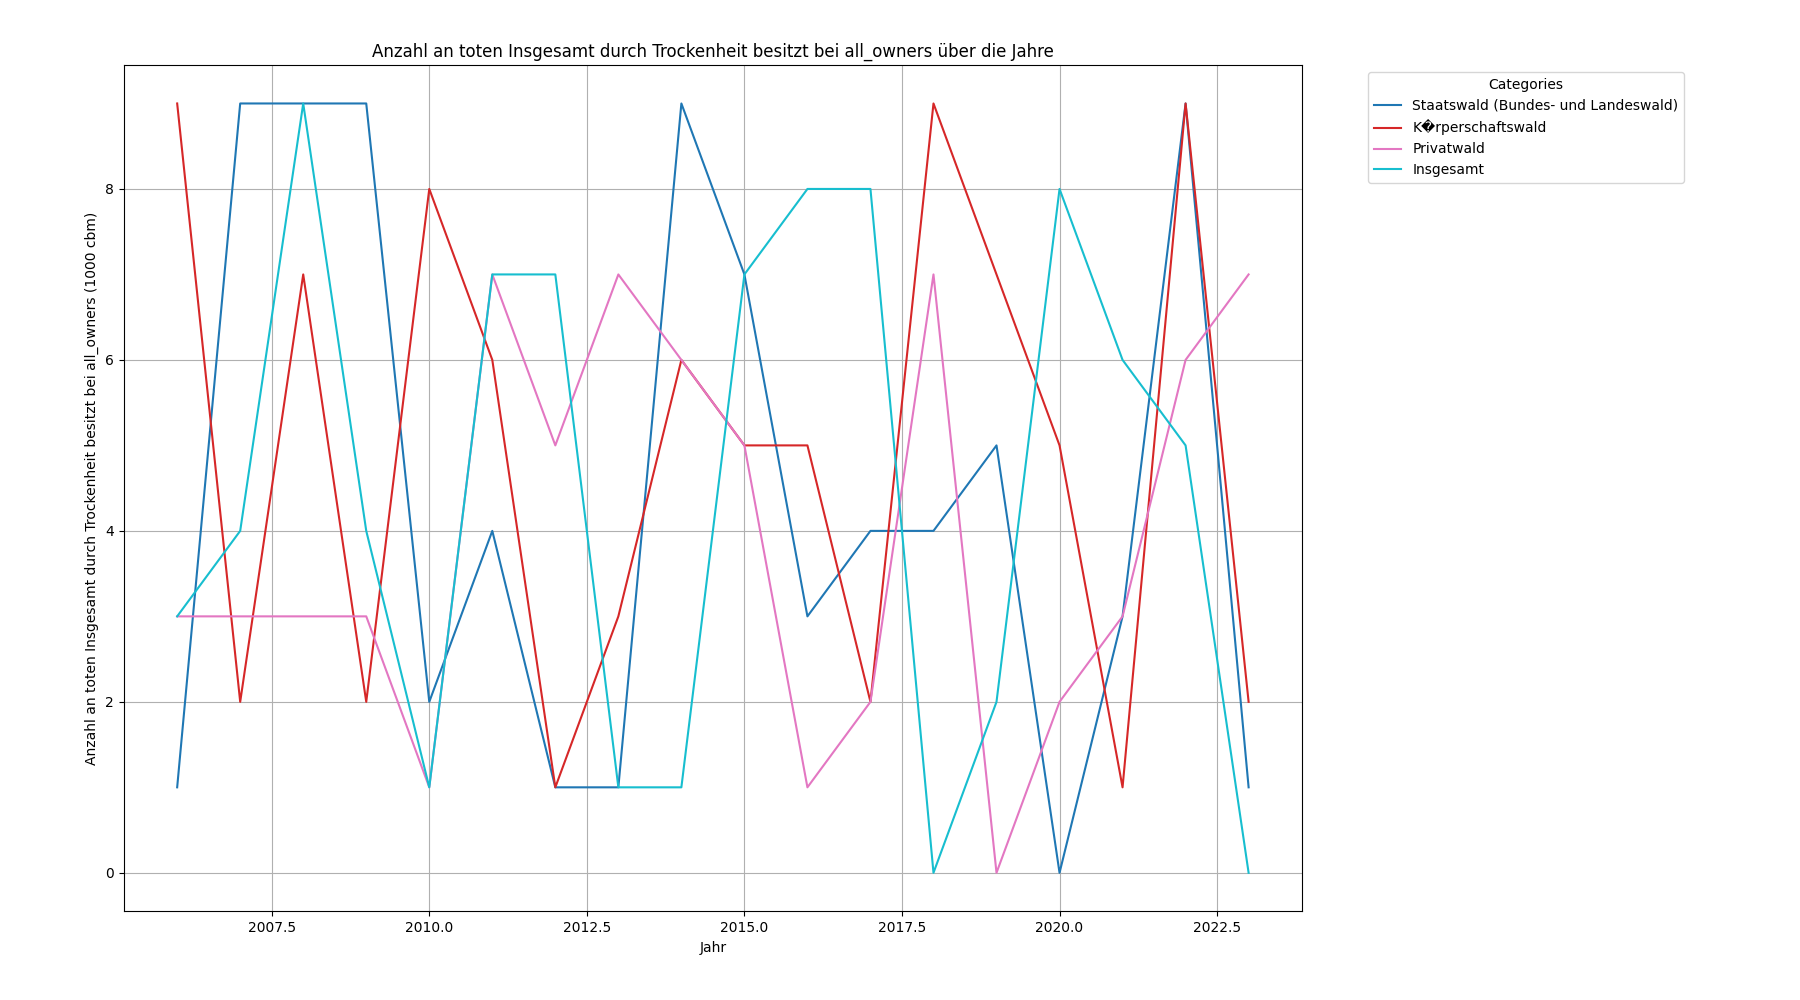 Anzahl an toten Insgesamt durch Trockenheit besitzt bei all_owners über die Jahre
Anzahl an toten Insgesamt durch Trockenheit besitzt bei all_owners (1000 cbm)
8
6
4
2
0
2007.5
2010.0
2012.5
2015.0
2017.5
2020.0
2022.5
Jahr
Categories
Staatswald (Bundes- und Landeswald)
K�rperschaftswald
Privatwald
Insgesamt